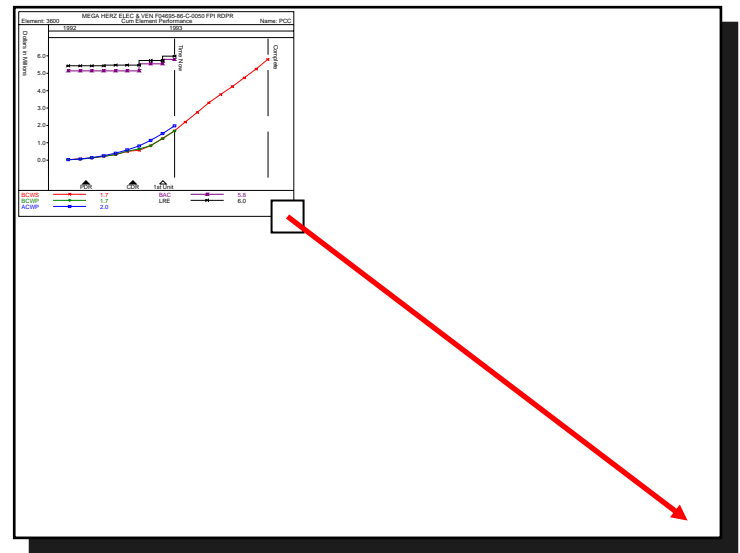 MEGA HERZ ELEC & VEN F04695-86-C-0050 FPI RDPR
Element: 3600 Cum Element Performance Name: PCC
1992 1993
Dollars in Millions
Time Now
Complete
6.0
5.0
4.0
3.0
2.0
1.0
0.0
PDR CDR 1st Unit
BCWS 1.7 BAC 5.8
BCWP 1.7 LRE 6.0
ACWP 2.0